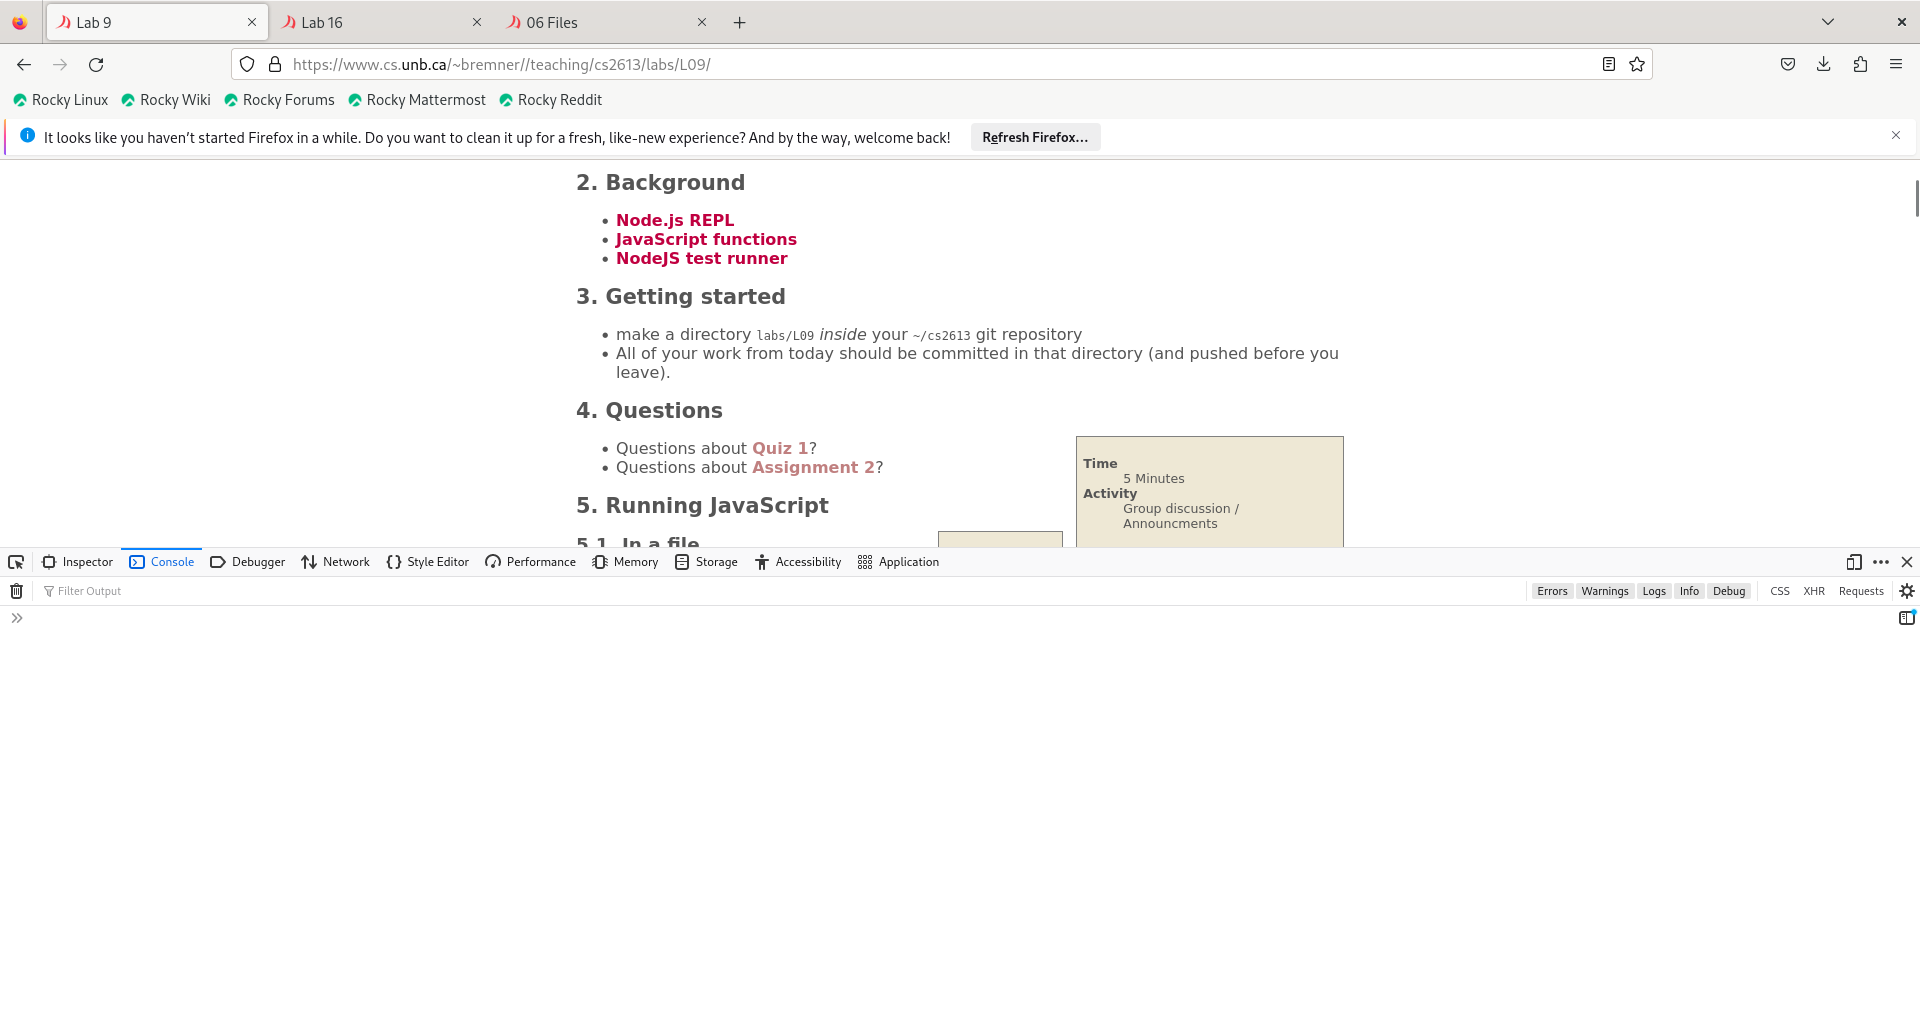 Lab 9
Lab 16
06 Files
https://www.cs.unb.ca/~bremner//teaching/cs2613/labs/L09/
Rocky Linux
Rocky Wiki
Rocky Forums
Rocky Mattermost
Rocky Reddit
It looks like you haven’t started Firefox in a while. Do you want to clean it up for a fresh, like-new experience? And by the way, welcome back!
Refresh Firefox…
2. Background
• Node.js REPL
• JavaScript functions
• NodeJS test runner
3. Getting started
• make a directory labs/L09 inside your ~/cs2613 git repository
• All of your work from today should be committed in that directory (and pushed before you
leave).
4. Questions
• Questions about Quiz 1?
• Questions about Assignment 2?
Time
5 Minutes
Activity
Group discussion /
Announcments
5. Running JavaScript
5.1. In a file
Inspector
Console
Debugger
Network
Style Editor
Performance
Memory
Storage
Accessibility
Application
Filter Output
Errors
Warnings
Logs
Info
Debug
CSS
XHR
Requests